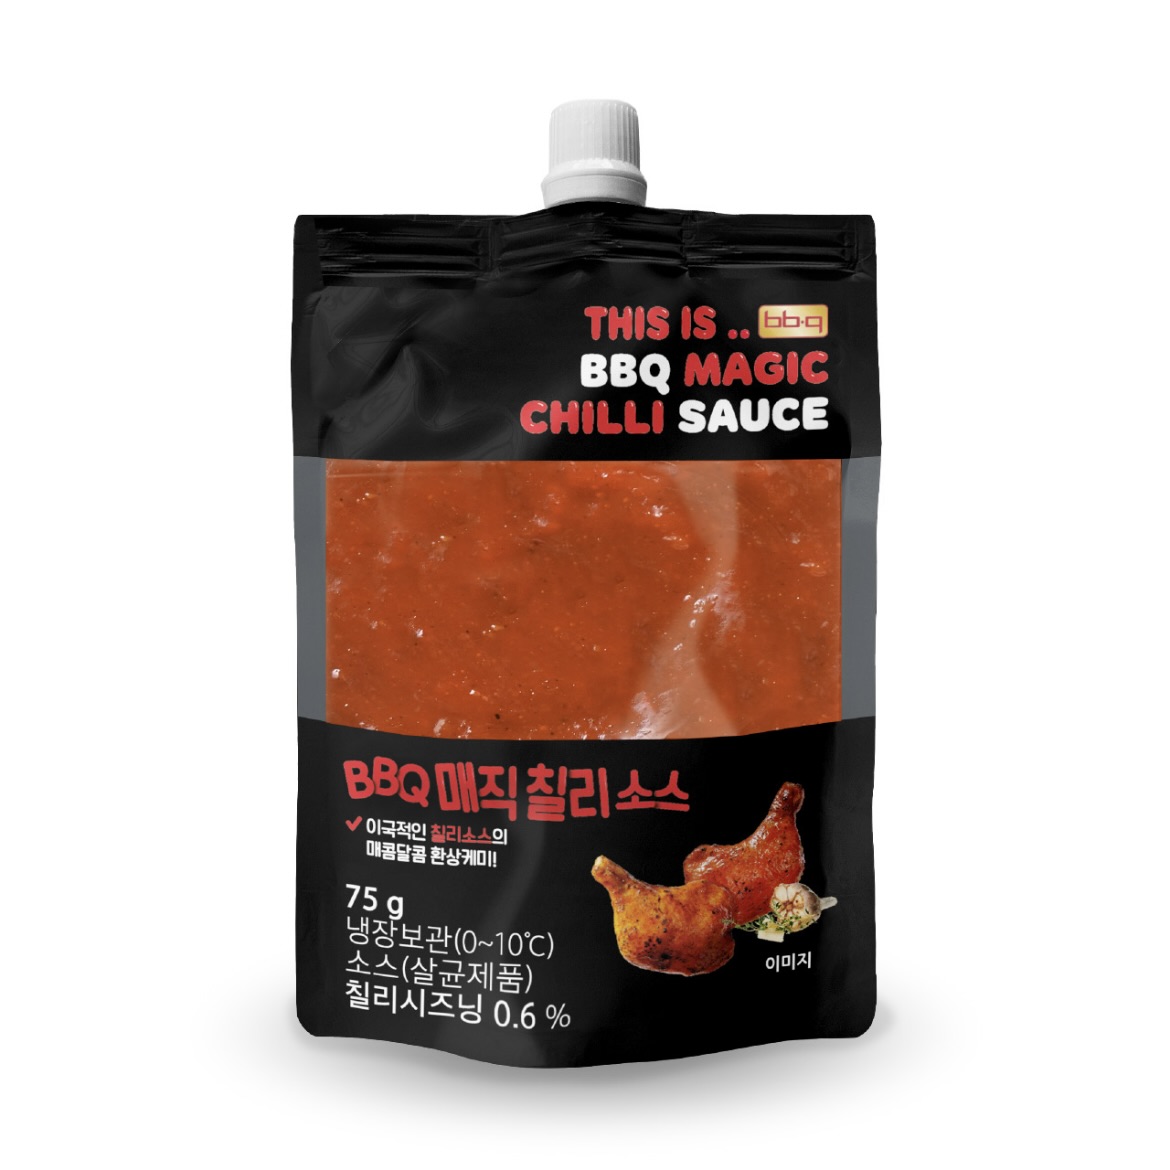 THIS IS .. bb·q
BBQ MAGIC
CHILLI SAUCE
BBQ 매직 칠리 소스
이국적인 칠리소스의
매콤달콤 환상케미!
75 g
냉장보관(0~10℃)
소스(살균제품)
칠리시즈닝 0.6 %
이미지